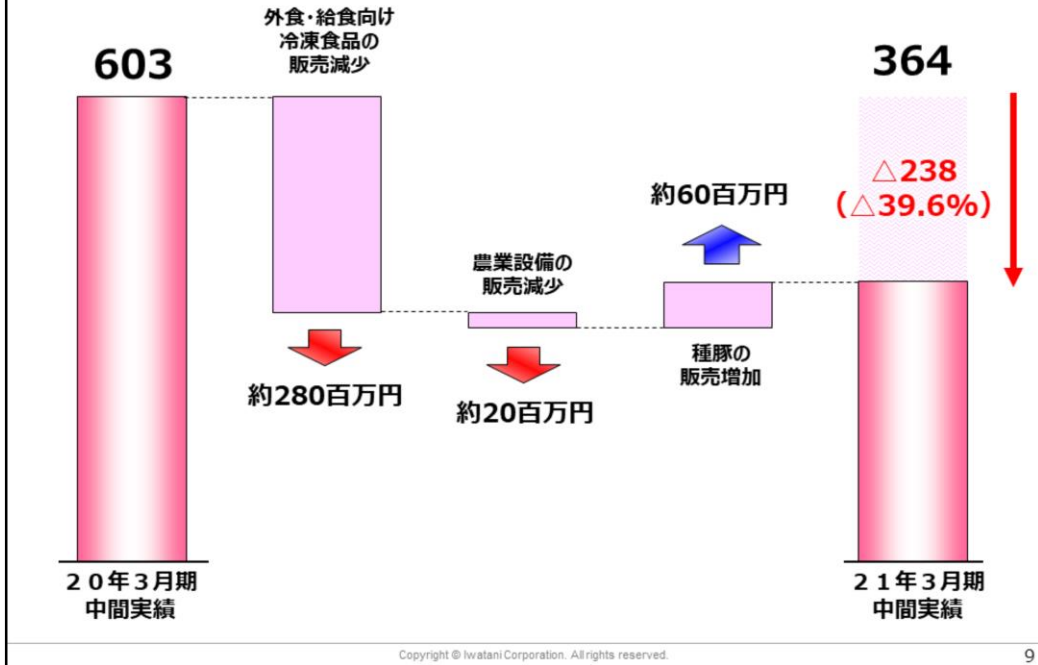 外食・給食向け
冷凍食品の
販売減少
603
364
△238
(△39.6%)
約60百万円
農業設備の
販売減少
種豚の
販売増加
約280百万円
約20百万円
20年3月期
中間実績
21年3月期
中間実績
Copyright © Iwatani Corporation. All rights reserved.
9